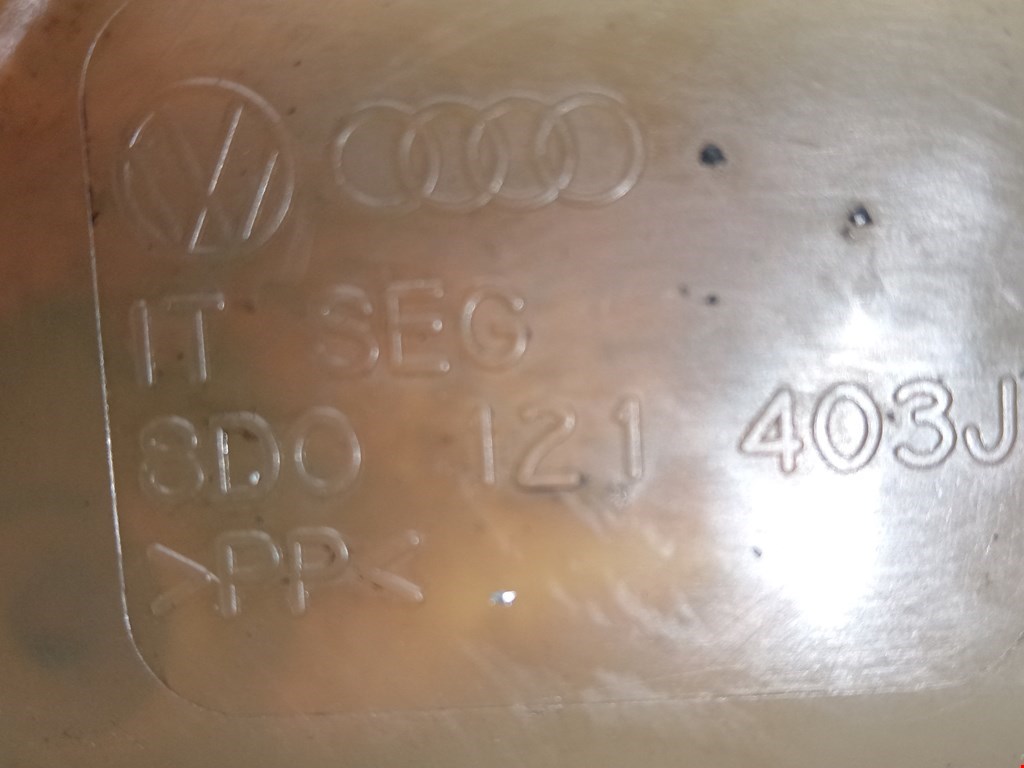 IT SEG
8D0 121 403J
>PP<